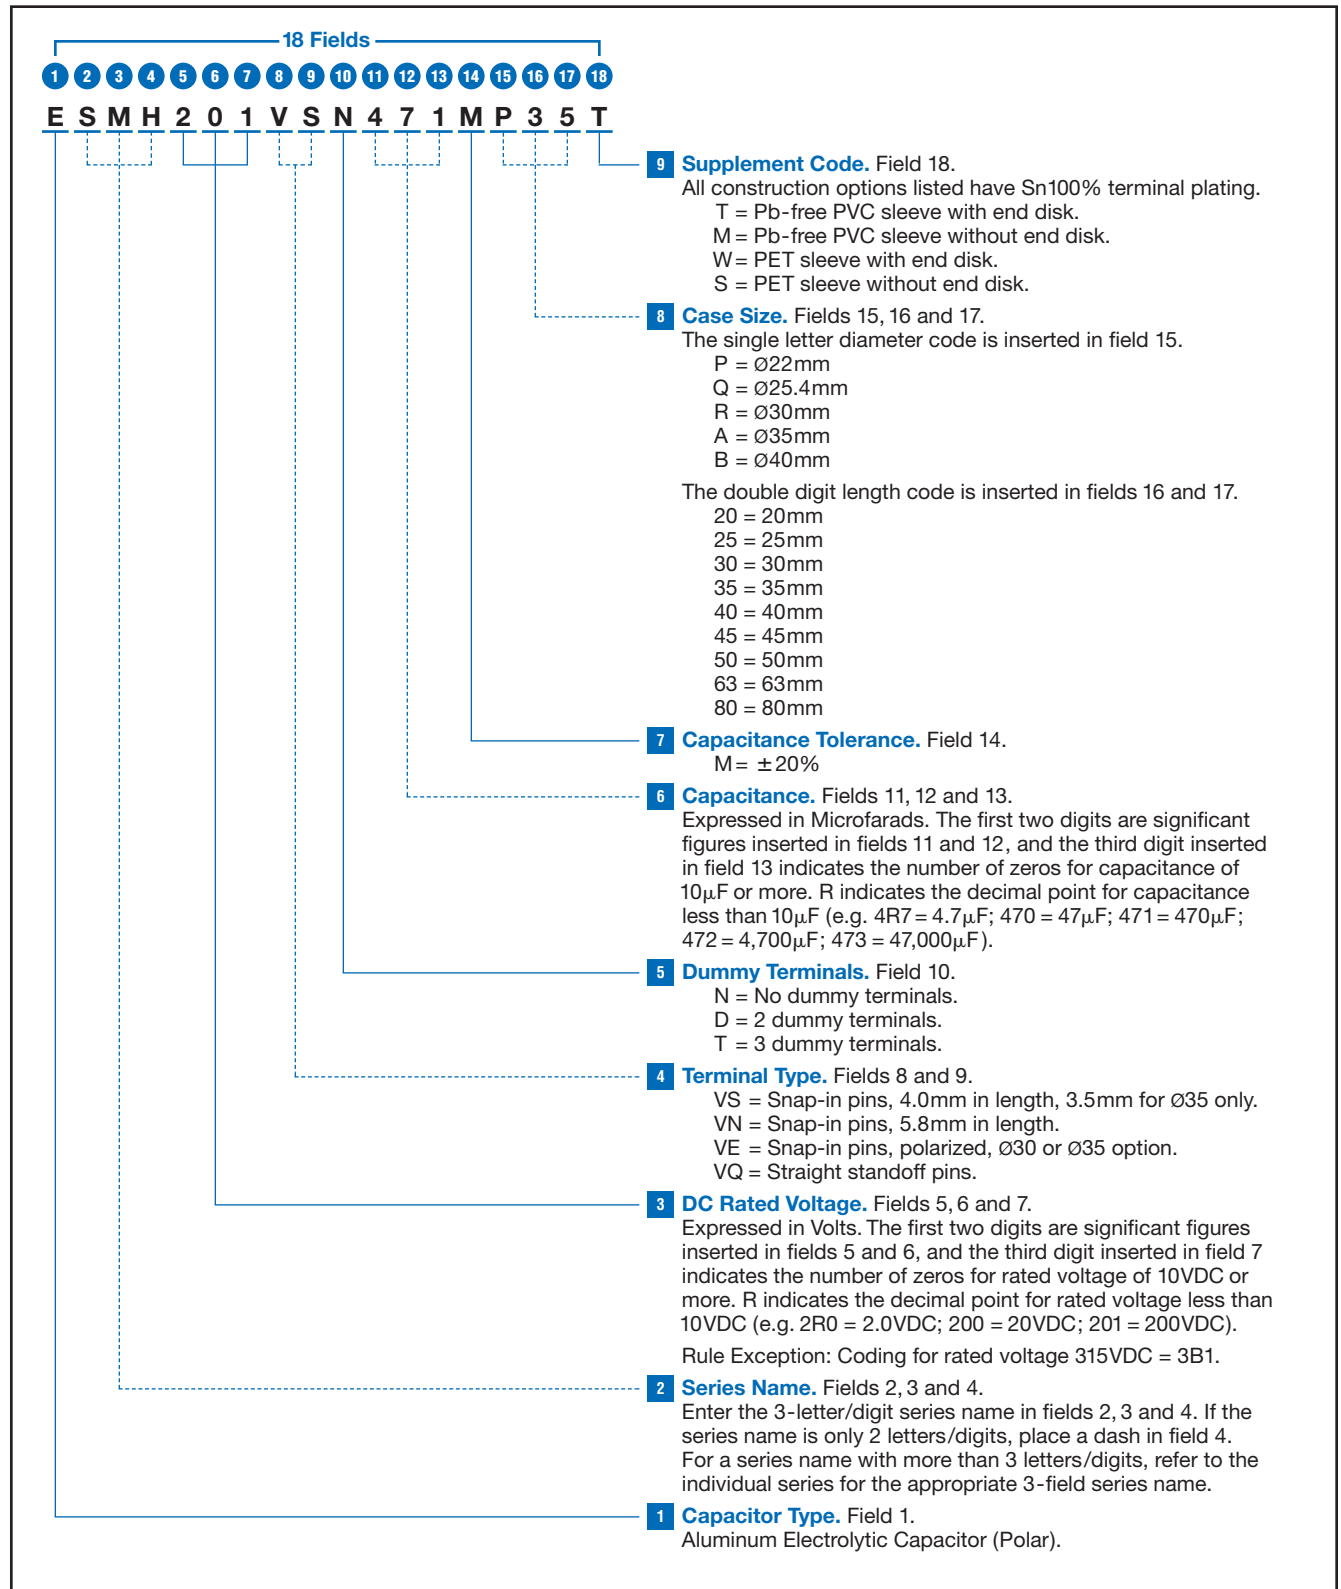 18 Fields
1 2 3 4 5 6 7 8 9 10 11 12 13 14 15 16 17 18
E S M H 2 0 1 V S N 4 7 1 M P 3 5 T
9 Supplement Code. Field 18.
All construction options listed have Sn100% terminal plating.
T = Pb-free PVC sleeve with end disk.
M = Pb-free PVC sleeve without end disk.
W = PET sleeve with end disk.
S = PET sleeve without end disk.
8 Case Size. Fields 15, 16 and 17.
The single letter diameter code is inserted in field 15.
P = Ø22mm
Q = Ø25.4mm
R = Ø30mm
A = Ø35mm
B = Ø40mm
The double digit length code is inserted in fields 16 and 17.
20 = 20mm
25 = 25mm
30 = 30mm
35 = 35mm
40 = 40mm
45 = 45mm
50 = 50mm
63 = 63mm
80 = 80mm
7 Capacitance Tolerance. Field 14.
M = ±20%
6 Capacitance. Fields 11, 12 and 13.
Expressed in Microfarads. The first two digits are significant
figures inserted in fields 11 and 12, and the third digit inserted
in field 13 indicates the number of zeros for capacitance of
10µF or more. R indicates the decimal point for capacitance
less than 10µF (e.g. 4R7 = 4.7µF; 470 = 47µF; 471 = 470µF;
472 = 4,700µF; 473 = 47,000µF).
5 Dummy Terminals. Field 10.
N = No dummy terminals.
D = 2 dummy terminals.
T = 3 dummy terminals.
4 Terminal Type. Fields 8 and 9.
VS = Snap-in pins, 4.0mm in length, 3.5mm for Ø35 only.
VN = Snap-in pins, 5.8mm in length.
VE = Snap-in pins, polarized, Ø30 or Ø35 option.
VQ = Straight standoff pins.
3 DC Rated Voltage. Fields 5, 6 and 7.
Expressed in Volts. The first two digits are significant figures
inserted in fields 5 and 6, and the third digit inserted in field 7
indicates the number of zeros for rated voltage of 10VDC or
more. R indicates the decimal point for rated voltage less than
10VDC (e.g. 2R0 = 2.0VDC; 200 = 20VDC; 201 = 200VDC).
Rule Exception: Coding for rated voltage 315VDC = 3B1.
2 Series Name. Fields 2, 3 and 4.
Enter the 3-letter/digit series name in fields 2, 3 and 4. If the
series name is only 2 letters/digits, place a dash in field 4.
For a series name with more than 3 letters/digits, refer to the
individual series for the appropriate 3-field series name.
1 Capacitor Type. Field 1.
Aluminum Electrolytic Capacitor (Polar).